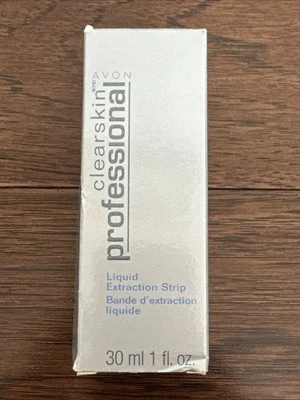 AVON
clearskin
professional
Liquid
Extraction Strip
Bande d'extraction
liquide
30 ml 1 fl. oz.